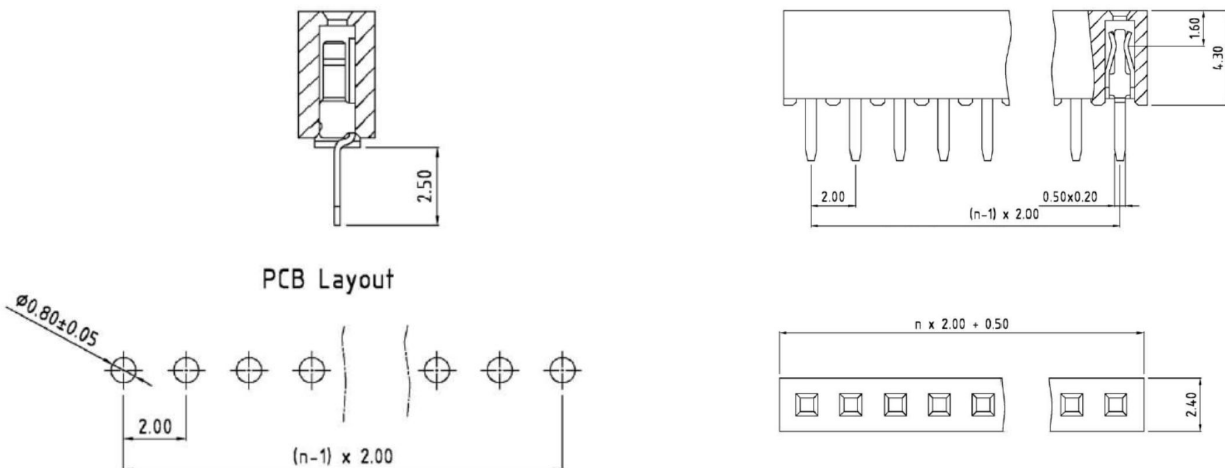 2.50
1.60
4.30
2.00
0.50x0.20
(n-1) x 2.00
PCB Layout
Ø0.80±0.05
2.00
(n-1) x 2.00
n x 2.00 + 0.50
2.40